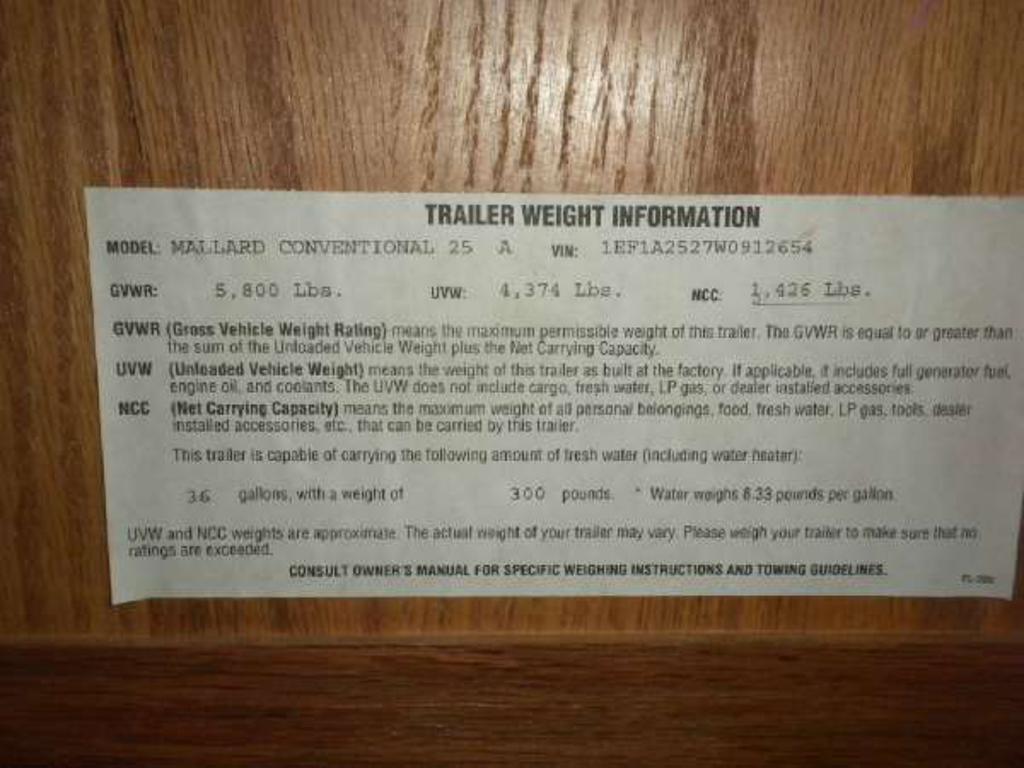 TRAILER WEIGHT INFORMATION
MODEL: MALLARD CONVENTIONAL 25 A VIN: 1EF1A2527W0912654
GVWR: 5,800 Lbs. UVW: 4,374 Lbs. NCC: 1,426 Lbs.
GVWR (Gross Vehicle Weight Rating) means the maximum permissible weight of this trailer. The GVWR is equal to or greater than
the sum of the Unloaded Vehicle Weight plus the Net Carrying Capacity.
UVW (Unloaded Vehicle Weight) means the weight of this trailer as built at the factory. If applicable, it includes full generator fuel,
engine oil, and coolants. The UVW does not include cargo, fresh water, LP gas, or dealer installed accessories.
NCC (Net Carrying Capacity) means the maximum weight of all personal belongings, food, fresh water, LP gas, tools, dealer
installed accessories, etc., that can be carried by this trailer.
This trailer is capable of carrying the following amount of fresh water (including water heater):
36 gallons, with a weight of 300 pounds. * Water weighs 8.33 pounds per gallon.
UVW and NCC weights are approximate. The actual weight of your trailer may vary. Please weigh your trailer to make sure that no
ratings are exceeded.
CONSULT OWNER'S MANUAL FOR SPECIFIC WEIGHING INSTRUCTIONS AND TOWING GUIDELINES.